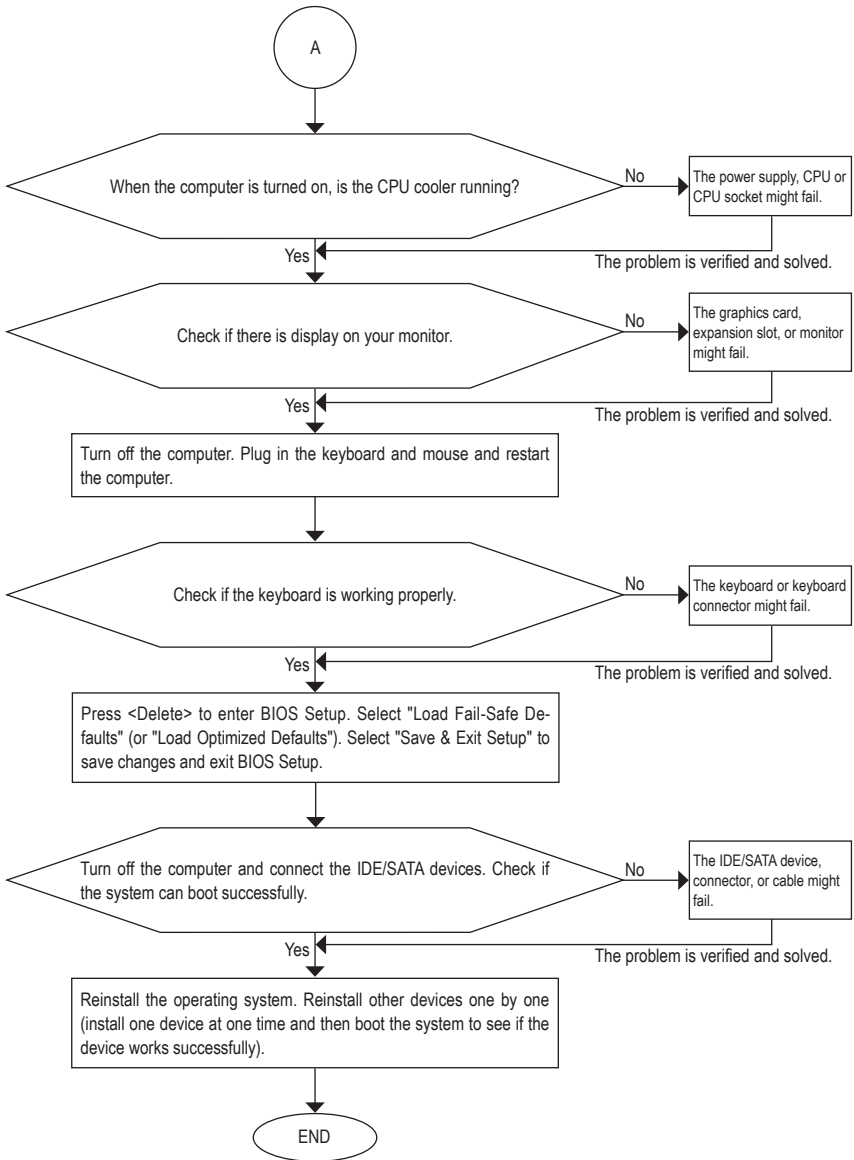 A
When the computer is turned on, is the CPU cooler running?
No
The power supply, CPU or
CPU socket might fail.
Yes
The problem is verified and solved.
Check if there is display on your monitor.
No
The graphics card,
expansion slot, or monitor
might fail.
Yes
The problem is verified and solved.
Turn off the computer. Plug in the keyboard and mouse and restart
the computer.
Check if the keyboard is working properly.
No
The keyboard or keyboard
connector might fail.
Yes
The problem is verified and solved.
Press <Delete> to enter BIOS Setup. Select "Load Fail-Safe De-
faults" (or "Load Optimized Defaults"). Select "Save & Exit Setup" to
save changes and exit BIOS Setup.
Turn off the computer and connect the IDE/SATA devices. Check if
the system can boot successfully.
No
The IDE/SATA device,
connector, or cable might
fail.
Yes
The problem is verified and solved.
Reinstall the operating system. Reinstall other devices one by one
(install one device at one time and then boot the system to see if the
device works successfully).
END